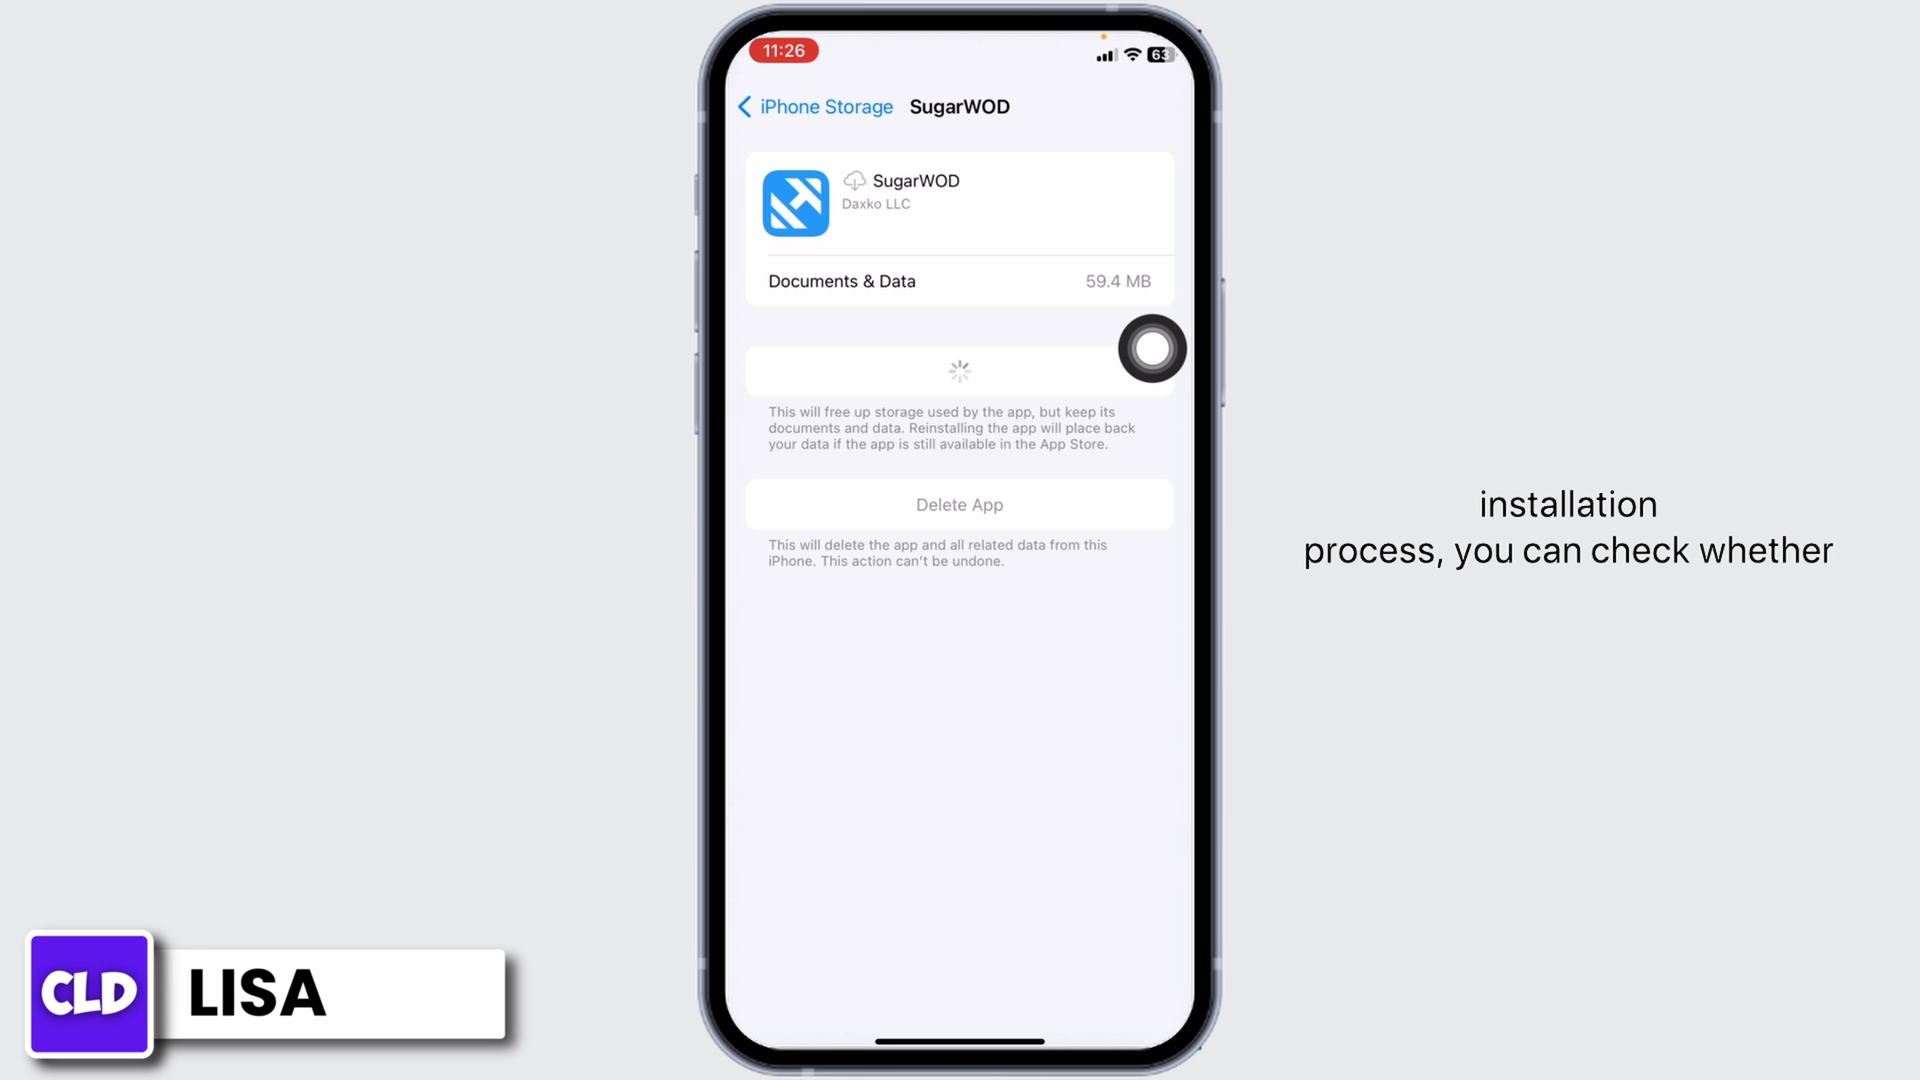 11:26
63
iPhone Storage
SugarWOD
SugarWOD
Daxko LLC
Documents & Data
59.4 MB
This will free up storage used by the app, but keep its
documents and data. Reinstalling the app will place back
your data if the app is still available in the App Store.
Delete App
This will delete the app and all related data from this
iPhone. This action can't be undone.
installation
process, you can check whether
CLD
LISA